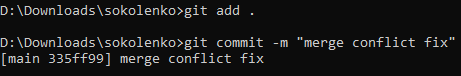 D:\Downloads\sokolenko>git add .
D:\Downloads\sokolenko>git commit -m "merge conflict fix"
[main 335ff99] merge conflict fix